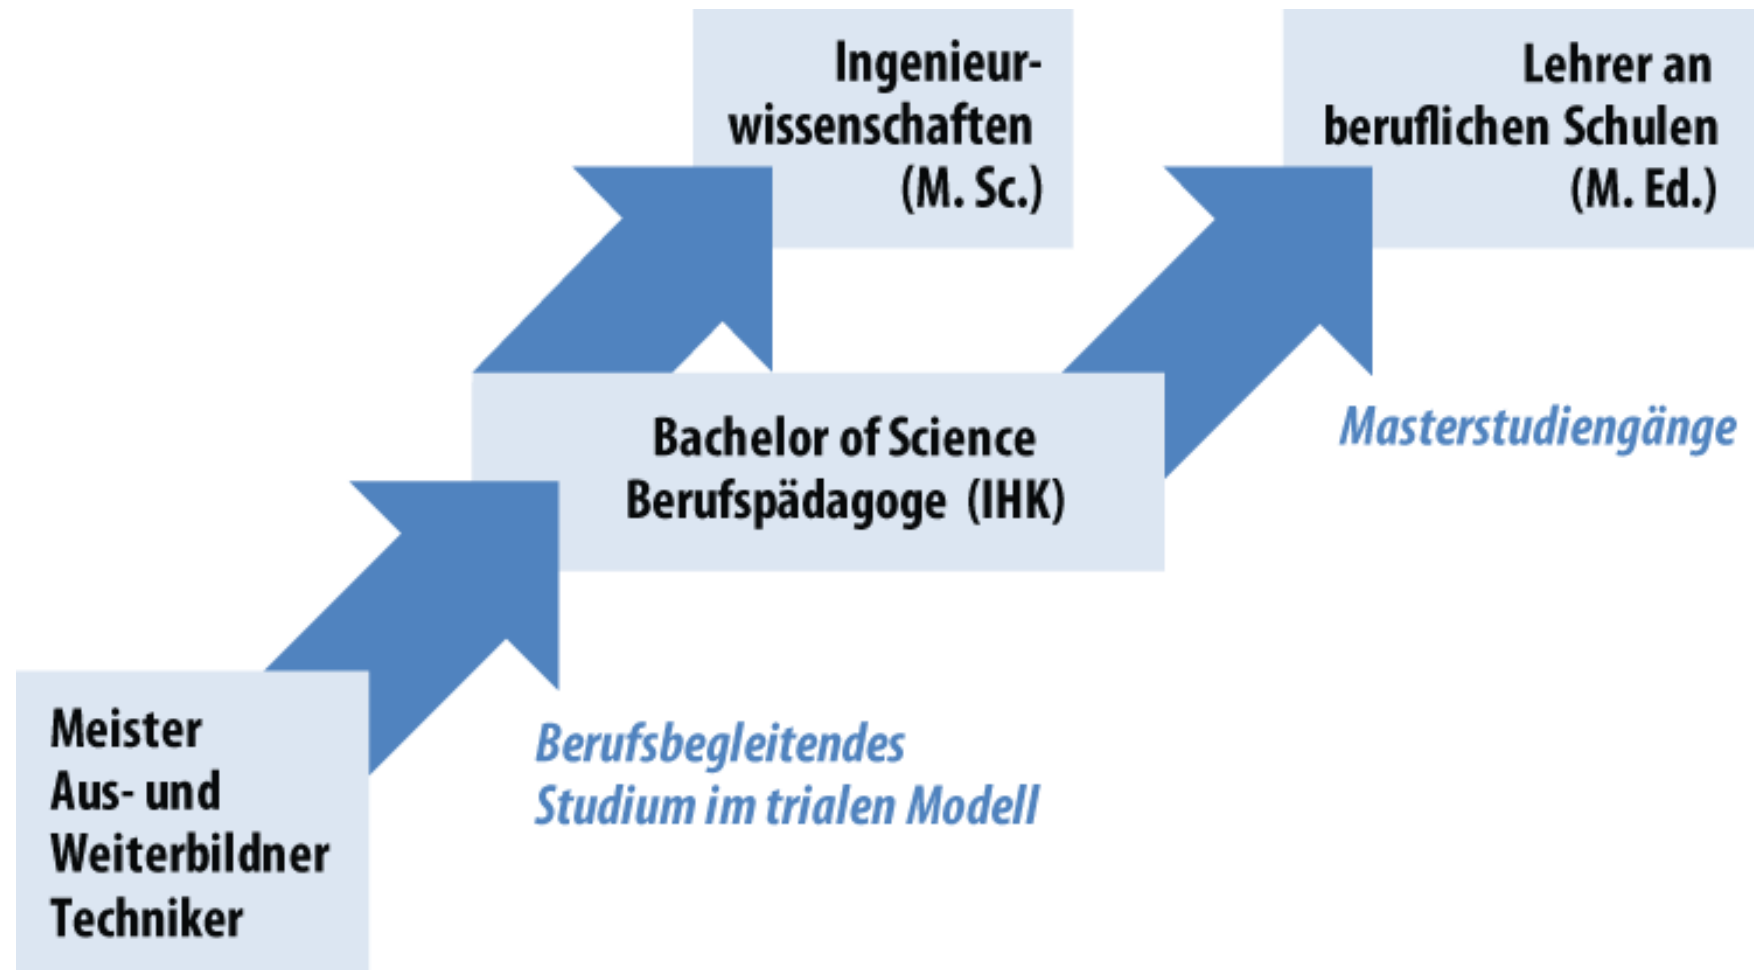 Ingenieur-
wissenschaften
(M. Sc.)
Lehrer an
beruflichen Schulen
(M. Ed.)
Masterstudiengänge
Bachelor of Science
Berufspädagoge (IHK)
Berufsbegleitendes
Studium im trialen Modell
Meister
Aus- und
Weiterbildner
Techniker